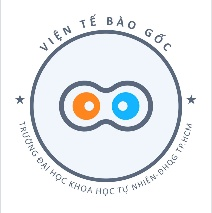 VIỆN TẾ BÀO GỐC
TRƯỜNG ĐẠI HỌC KHOA HỌC TỰ NHIÊN-ĐHQG TP.HCM